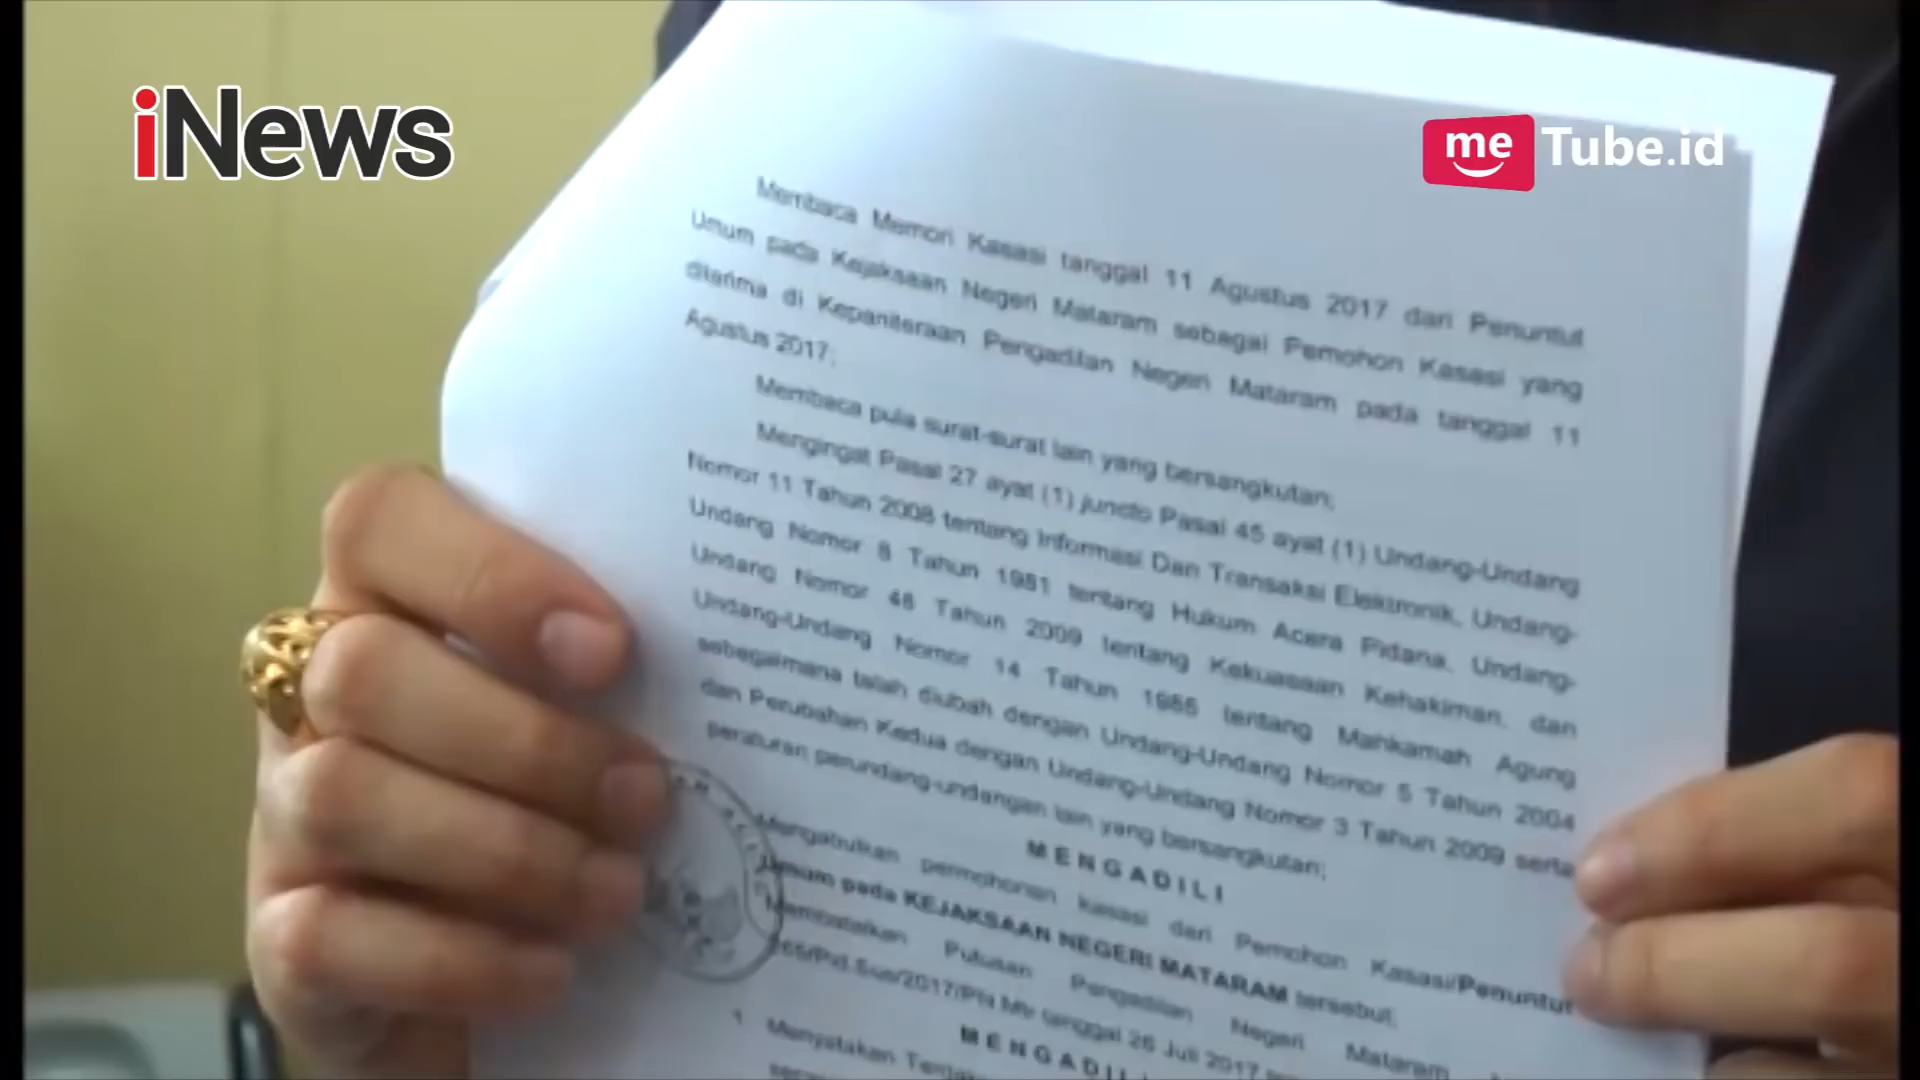 iNews
me Tube.id
Membaca Memori Kasasi tanggal 11 Agustus 2017 dari Penuntut
Umum pada Kejaksaan Negeri Mataram sebagai Pemohon Kasasi yang
diterima di Kepaniteraan Pengadilan Negeri Mataram pada tanggal 11
Agustus 2017;
Membaca pula surat-surat lain yang bersangkutan;
Mengingat Pasal 27 ayat (1) juncto Pasal 45 ayat (1) Undang-Undang
Nomor 11 Tahun 2008 tentang Informasi Dan Transaksi Elektronik, Undang-
Undang Nomor 8 Tahun 1981 tentang Hukum Acara Pidana, Undang-
Undang Nomor 48 Tahun 2009 tentang Kekuasaan Kehakiman, dan
Undang-Undang Nomor 14 Tahun 1985 tentang Mahkamah Agung
sebagaimana telah diubah dengan Undang-Undang Nomor 5 Tahun 2004
dan Perubahan Kedua dengan Undang-Undang Nomor 3 Tahun 2009 serta
peraturan perundang-undangan lain yang bersangkutan;
MENGADILI
Mengabulkan permohonan kasasi dari Pemohon Kasasi/Penuntut
Umum pada KEJAKSAAN NEGERI MATARAM tersebut;
Membatalkan Putusan Pengadilan Negeri Mataram
265/Pid.Sus/2017/PN Mtr tanggal 26 Juli 2017
MENGADILI
1. Menyatakan